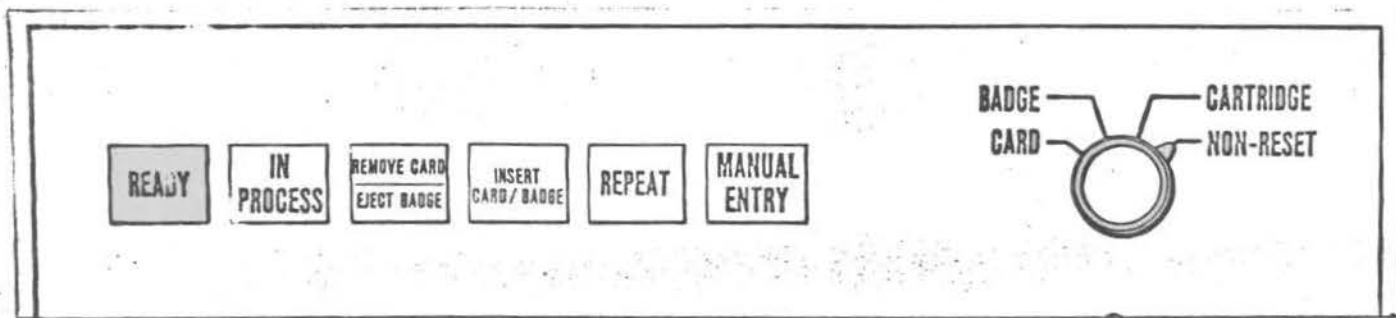 BADGE
CARTRIDGE
CARD
NON-RESET
READY
IN
PROCESS
REMOVE CARD
EJECT BADGE
INSERT
CARD/BADGE
REPEAT
MANUAL
ENTRY